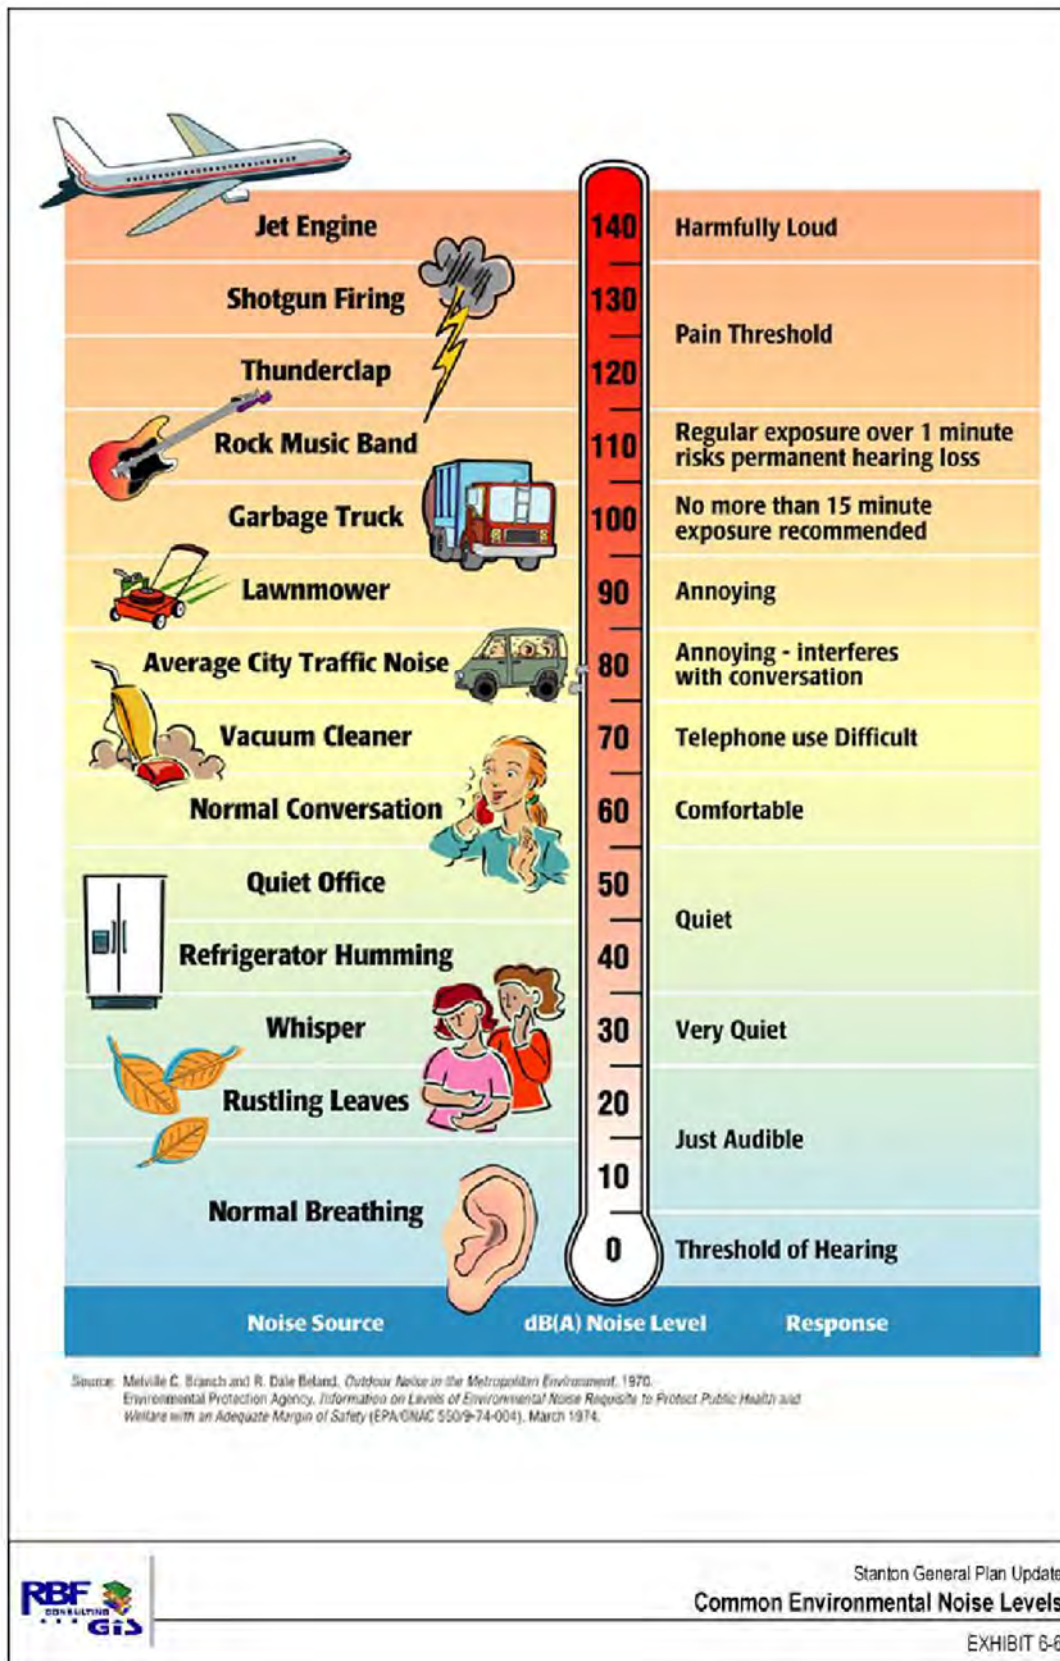 Jet Engine 140 Harmfully Loud
Shotgun Firing 130
Pain Threshold
Thunderclap 120
Rock Music Band 110 Regular exposure over 1 minute
risks permanent hearing loss
Garbage Truck 100 No more than 15 minute
exposure recommended
Lawnmower 90 Annoying
Average City Traffic Noise 80 Annoying - interferes
with conversation
Vacuum Cleaner 70 Telephone use Difficult
Normal Conversation 60 Comfortable
Quiet Office 50
Quiet
Refrigerator Humming 40
Whisper 30 Very Quiet
Rustling Leaves 20
Just Audible
10
Normal Breathing
0 Threshold of Hearing
Noise Source dB(A) Noise Level Response
Source: Melville C. Branch and R. Dale Beland, Outdoor Noise in the Metropolitan Environment, 1970.
Environmental Protection Agency, Information on Levels of Environmental Noise Requisite to Protect Public Health and
Welfare with an Adequate Margin of Safety (EPA/ONAC 550/9-74-004), March 1974.
RBF
CONSULTING
GIS
Stanton General Plan Update
Common Environmental Noise Levels
EXHIBIT 6-6